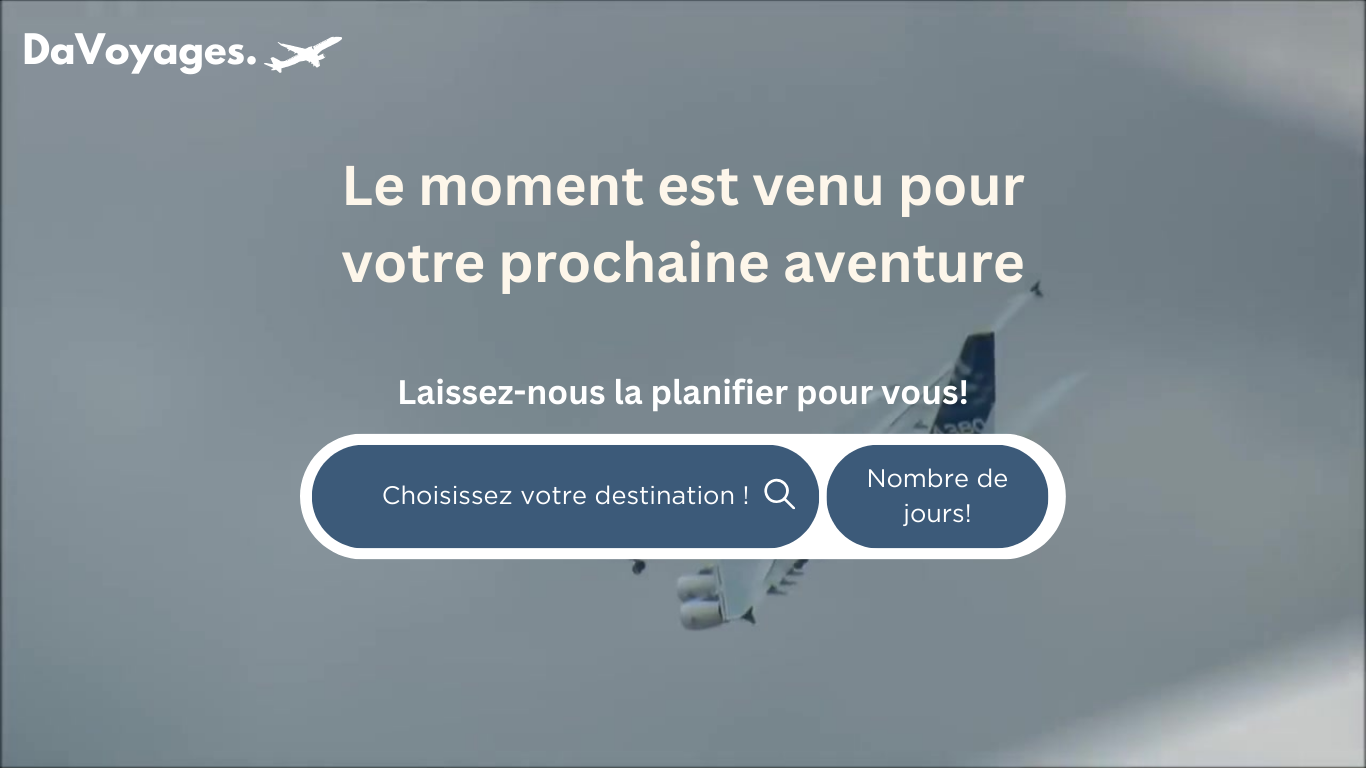 DaVoyages.
Le moment est venu pour
votre prochaine aventure
Laissez-nous la planifier pour vous!
A380
Choisissez votre destination !
Nombre de
jours!